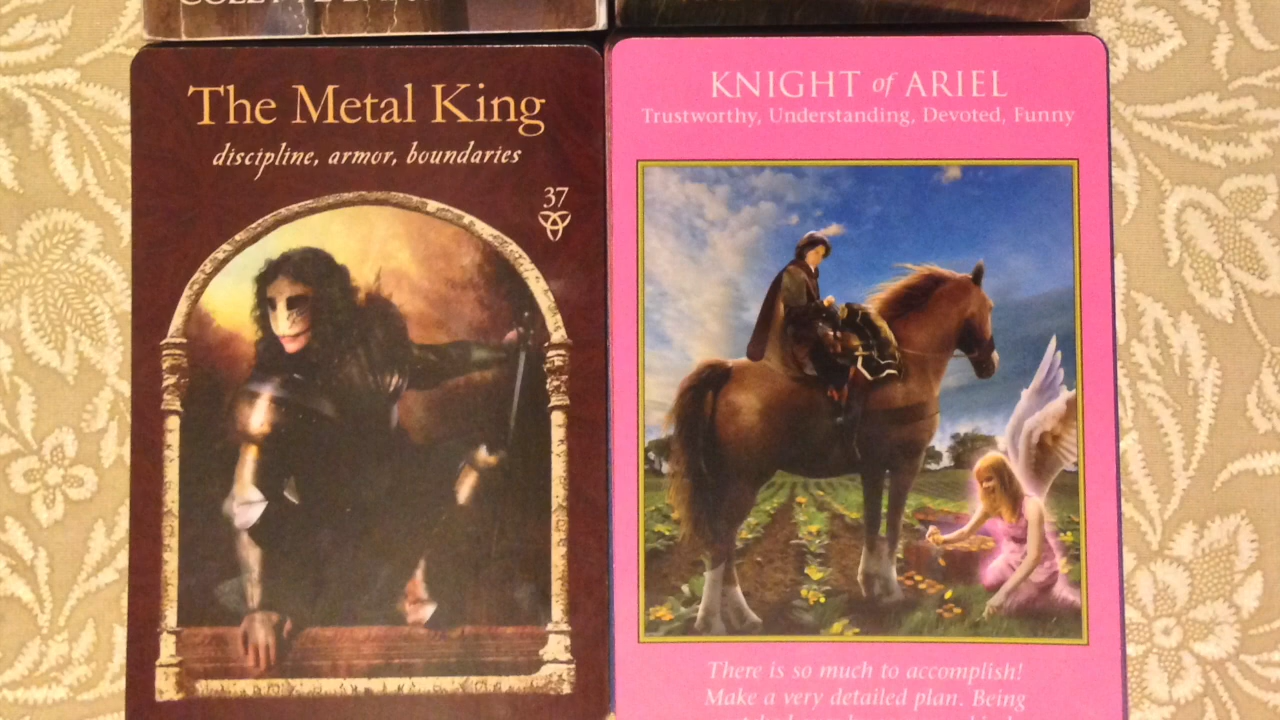 The Metal King
discipline, armor, boundaries
37
KNIGHT of ARIEL
Trustworthy, Understanding, Devoted, Funny
There is so much to accomplish!
Make a very detailed plan. Being